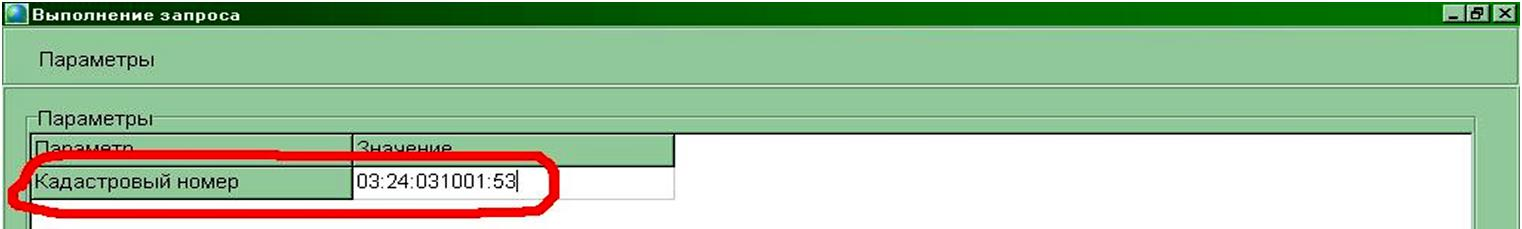 Выполнение запроса
Параметры
Параметры
Параметр Значение
Кадастровый номер 03:24:031001:53